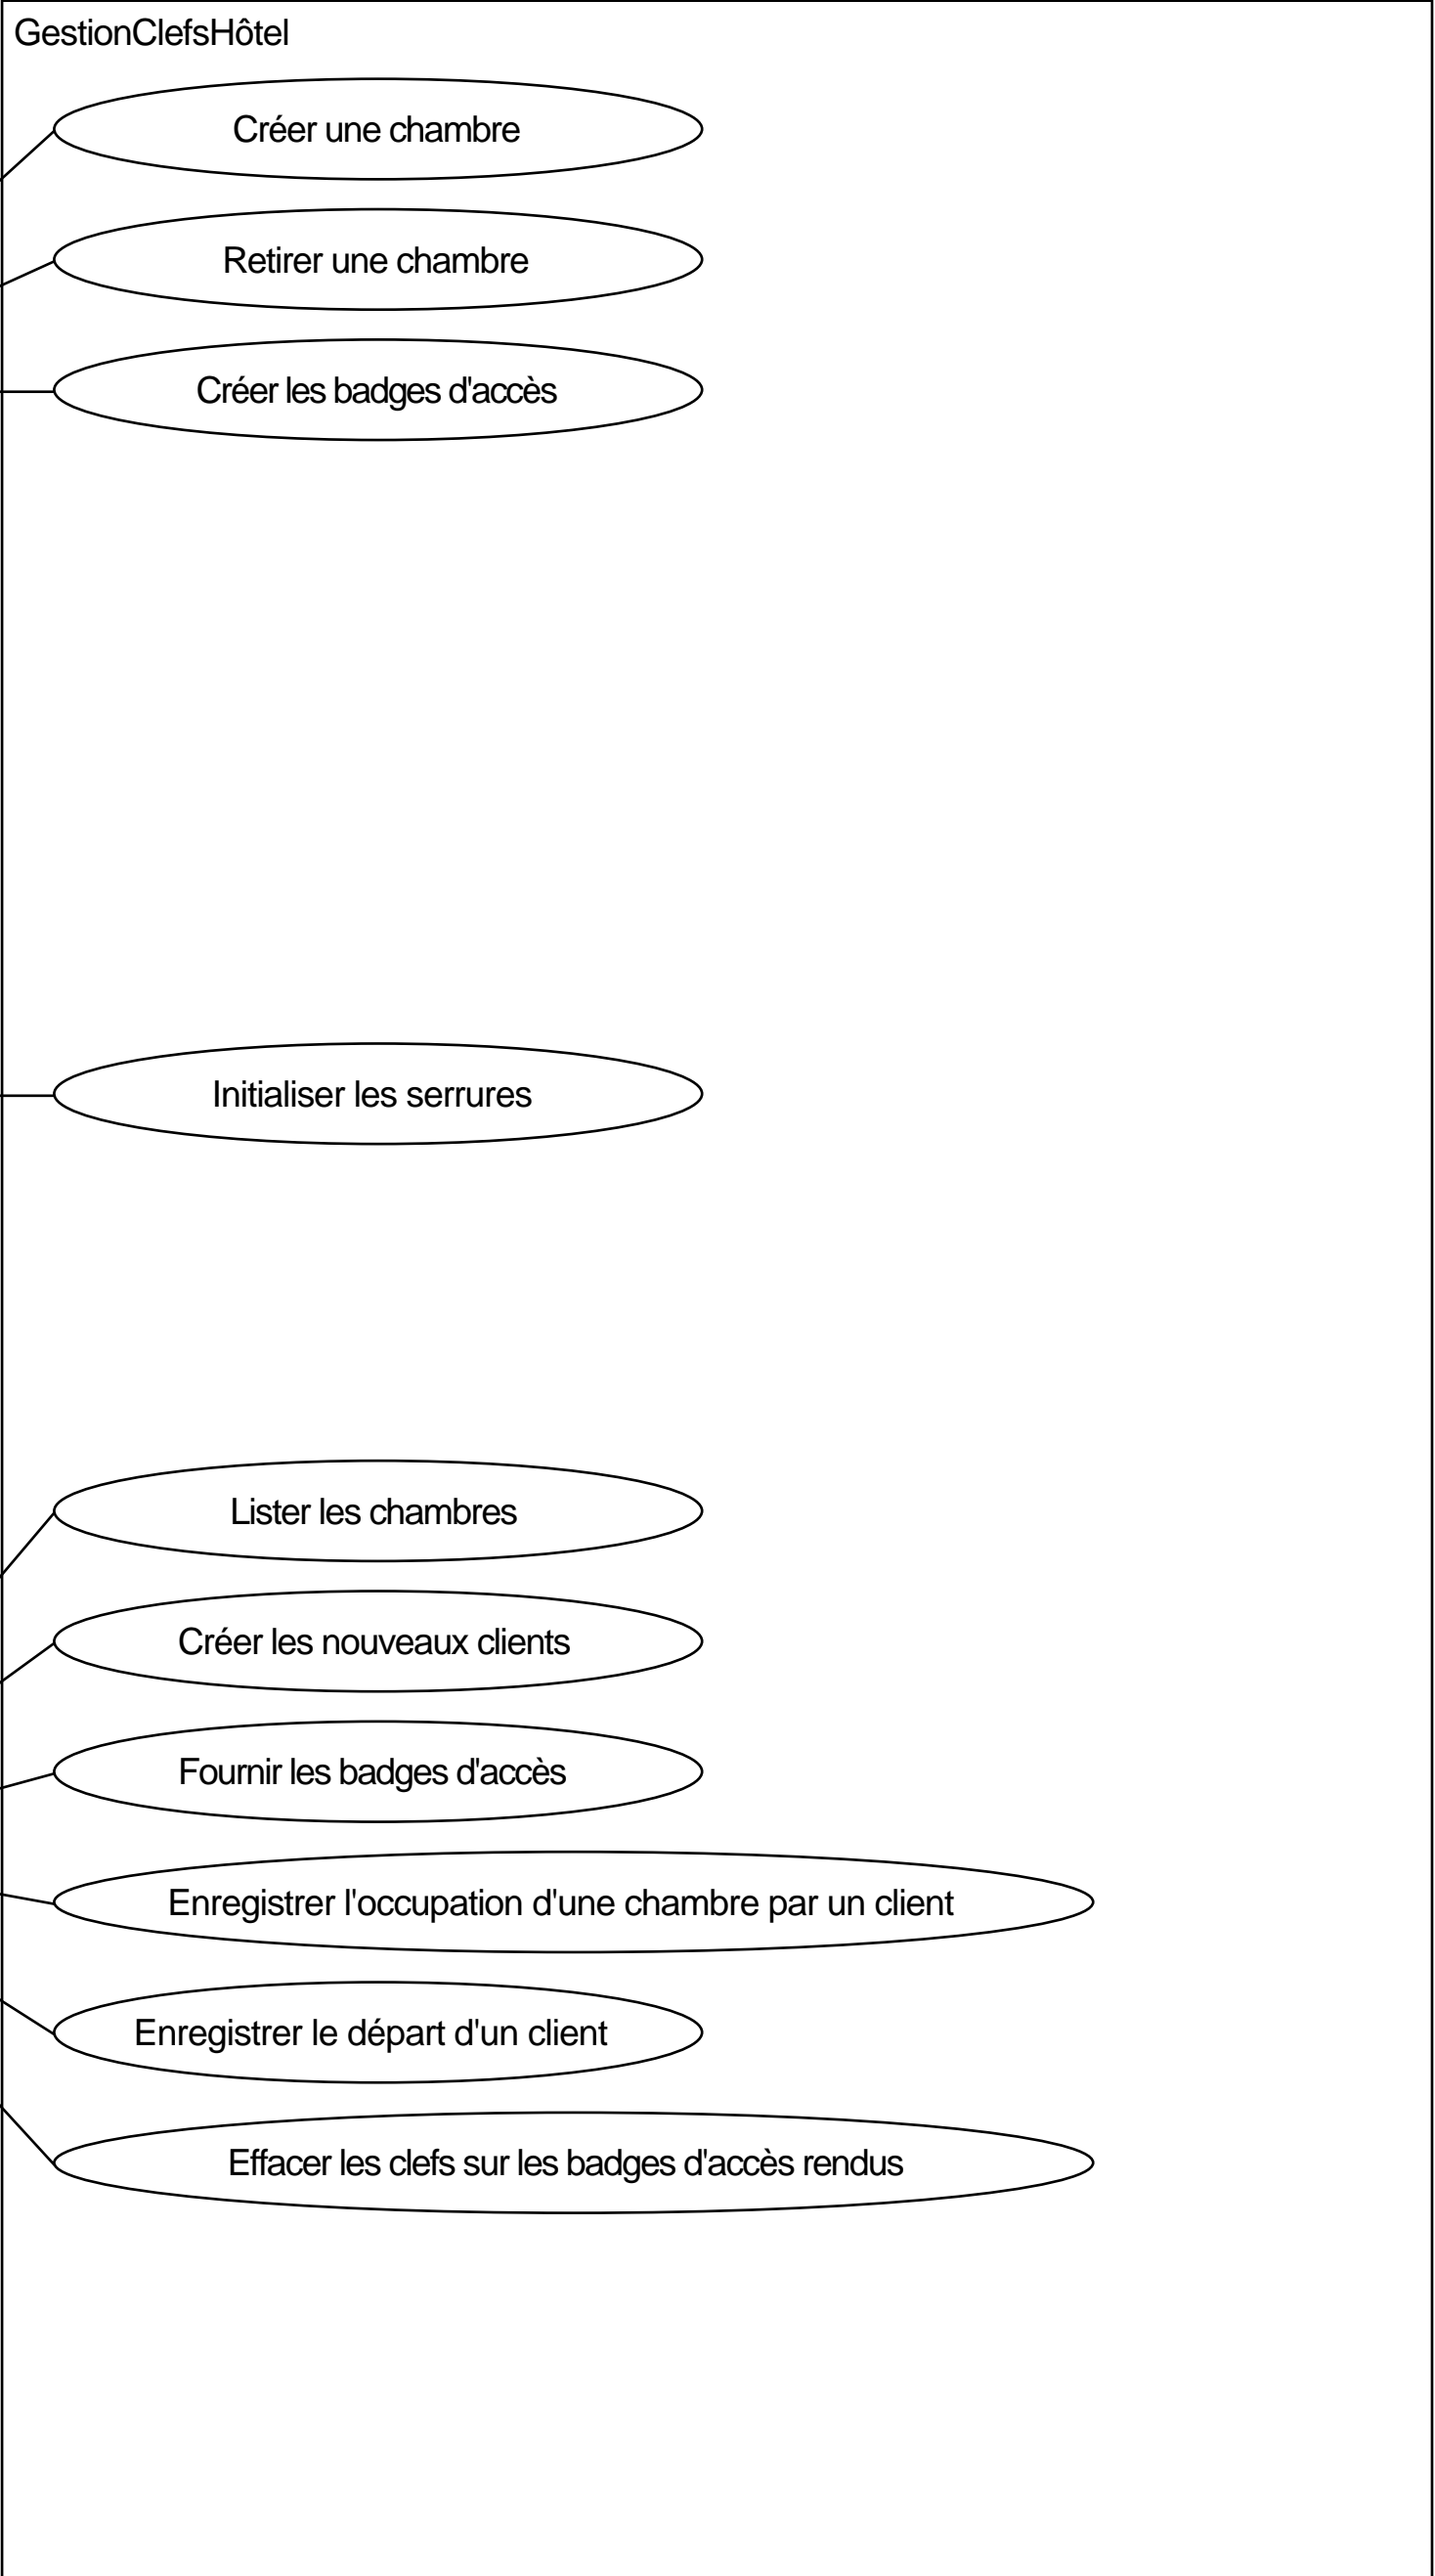 GestionClefsHôtel
Créer une chambre
Retirer une chambre
Créer les badges d'accès
Initialiser les serrures
Lister les chambres
Créer les nouveaux clients
Fournir les badges d'accès
Enregistrer l'occupation d'une chambre par un client
Enregistrer le départ d'un client
Effacer les clefs sur les badges d'accès rendus